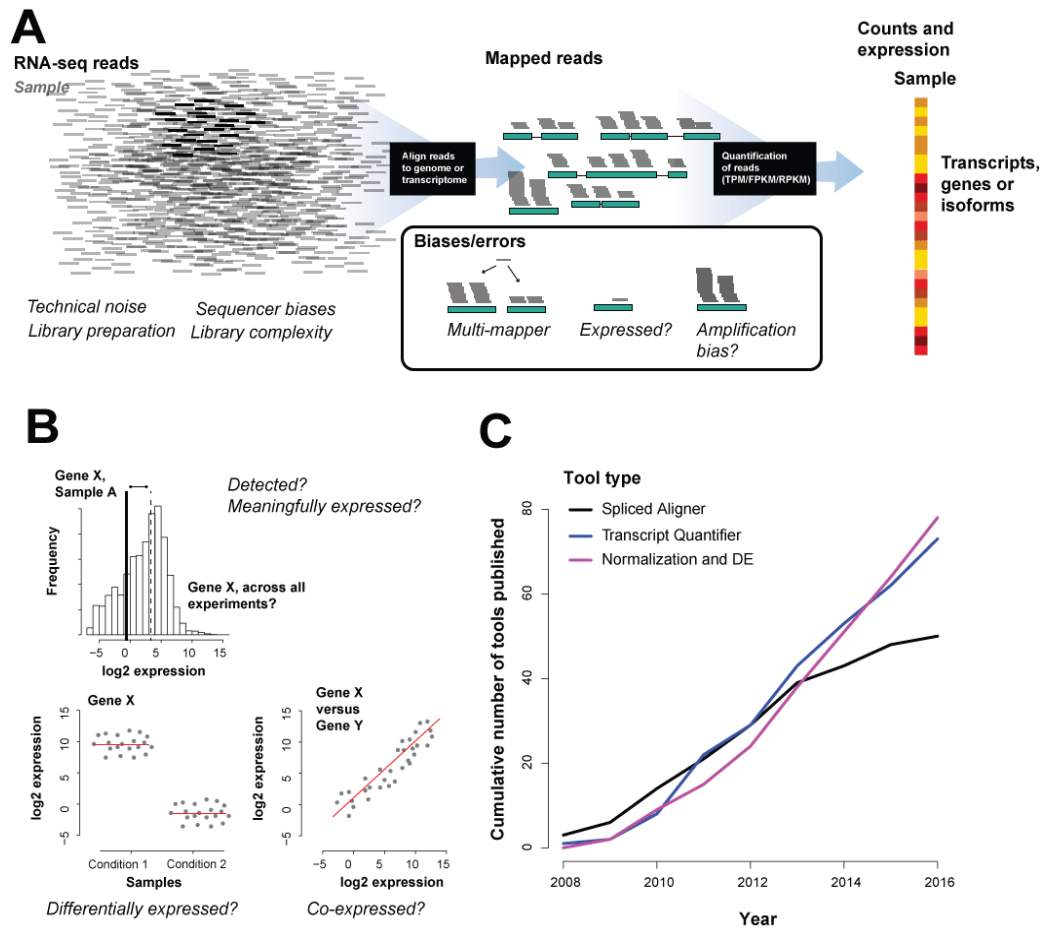 A
RNA-seq reads
Sample
Technical noise
Library preparation
Sequencer biases
Library complexity
Align reads
to genome or
transcriptome
Mapped reads
Quantification
of reads
(TPM/FPKM/RPKM)
Biases/errors
Multi-mapper
Expressed?
Amplification
bias?
Counts and
expression
Sample
Transcripts,
genes or
isoforms
B
Gene X,
Sample A
Detected?
Meaningfully expressed?
Frequency
Gene X, across all
experiments?
−5 0 5 10 15
log2 expression
Gene X
log2 expression
15
10
5
0
−5
Condition 1 Condition 2
Samples
Differentially expressed?
Gene X
versus
Gene Y
log2 expression
15
10
5
0
−5
−5 0 5 10 15
log2 expression
Co-expressed?
C
Tool type
Spliced Aligner
Transcript Quantifier
Normalization and DE
Cumulative number of tools published
80
60
40
20
0
2008 2010 2012 2014 2016
Year